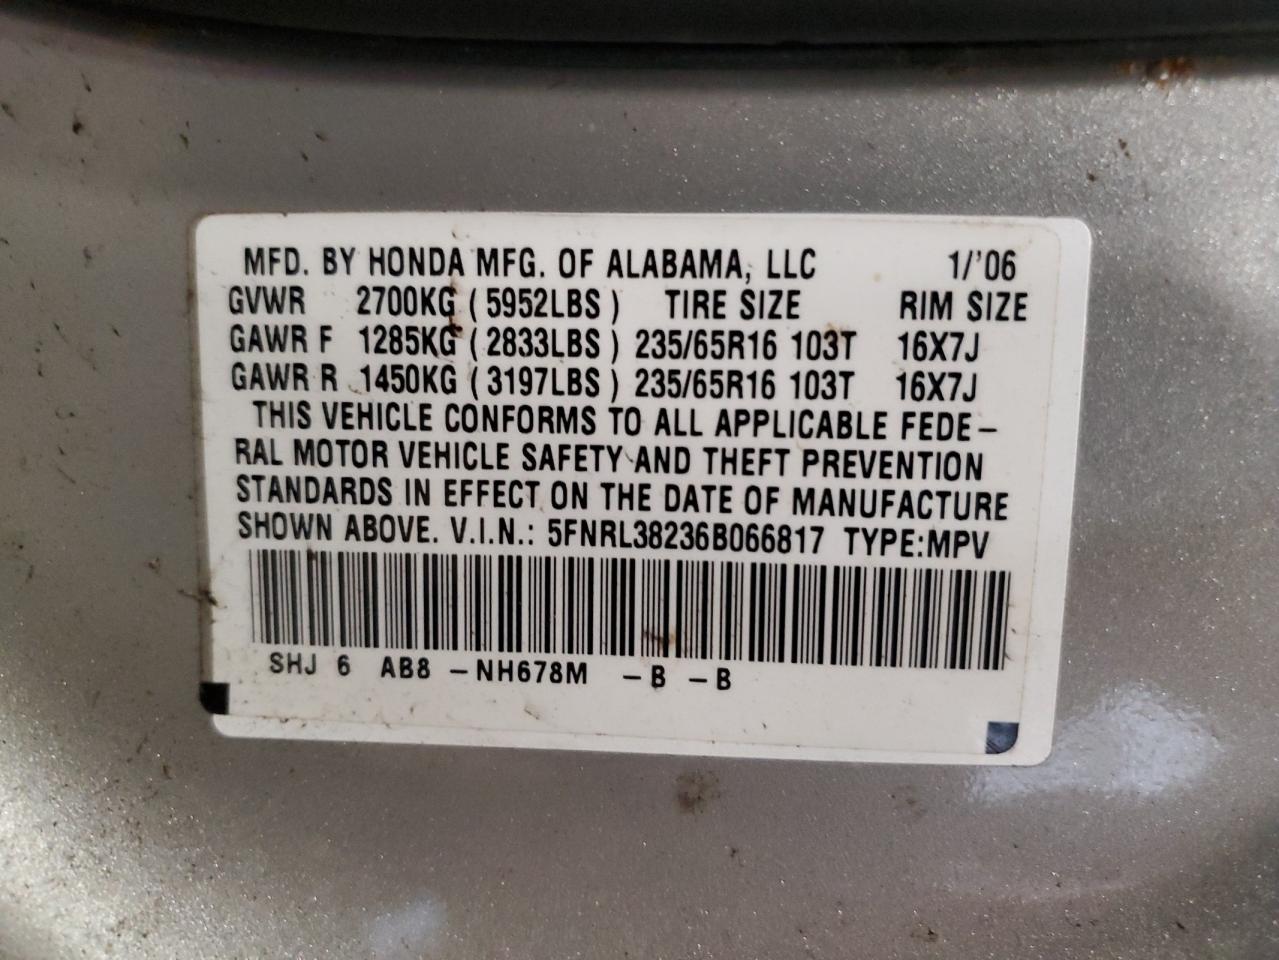 MFD. BY HONDA MFG. OF ALABAMA, LLC 1/'06
GVWR 2700KG (5952LBS) TIRE SIZE RIM SIZE
GAWR F 1285KG (2833LBS) 235/65R16 103T 16X7J
GAWR R 1450KG (3197LBS) 235/65R16 103T 16X7J
THIS VEHICLE CONFORMS TO ALL APPLICABLE FEDE-
RAL MOTOR VEHICLE SAFETY AND THEFT PREVENTION
STANDARDS IN EFFECT ON THE DATE OF MANUFACTURE
SHOWN ABOVE. V.I.N.: 5FNRL38236B066817 TYPE:MPV
SHJ 6 AB8 -NH678M -B -B